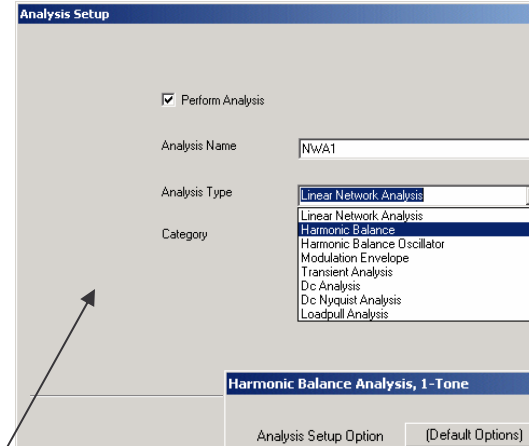 Analysis Setup
Perform Analysis
Analysis Name NWA1
Analysis Type Linear Network Analysis
Linear Network Analysis
Category Harmonic Balance
Harmonic Balance Oscillator
Modulation Envelope
Transient Analysis
Dc Analysis
Dc Nyquist Analysis
Loadpull Analysis
Harmonic Balance Analysis, 1-Tone
Analysis Setup Option (Default Options)